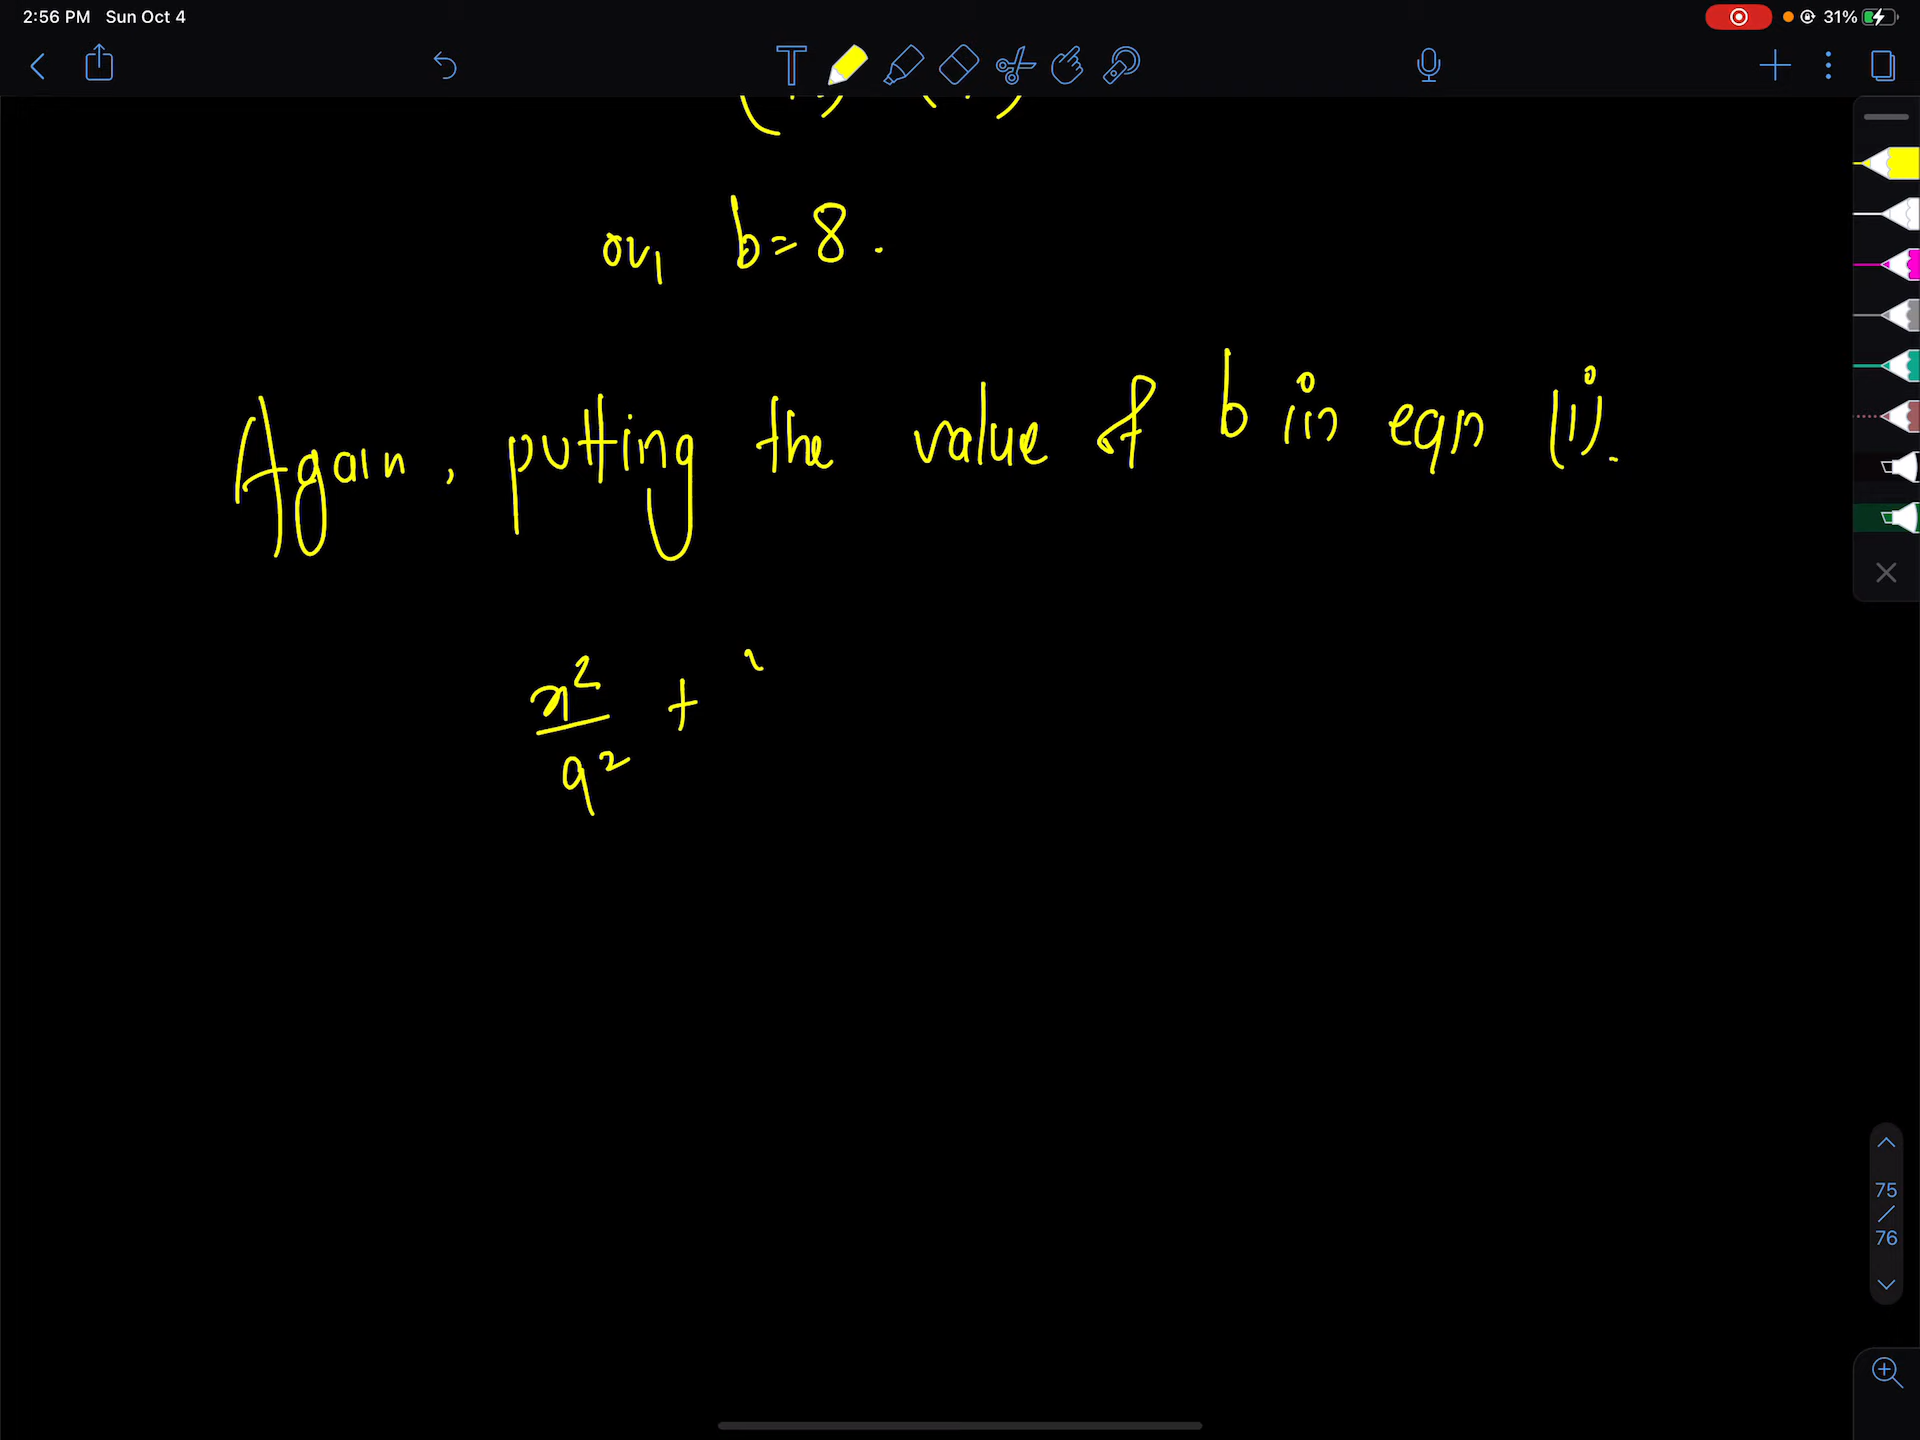 2:56 PM Sun Oct 4
31%
or, b=8.
Again, putting the value of b in eqn (i).
x² + 
a²
75
/
76